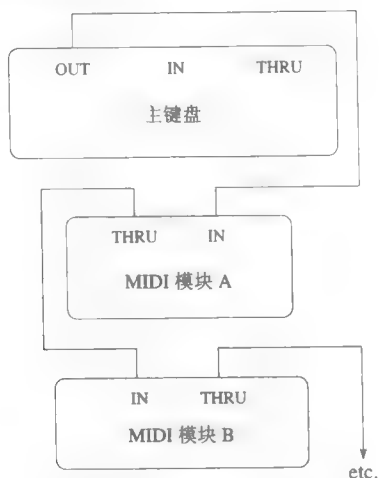 OUT IN THRU
主键盘
THRU IN
MIDI 模块 A
IN THRU
MIDI 模块 B
etc.